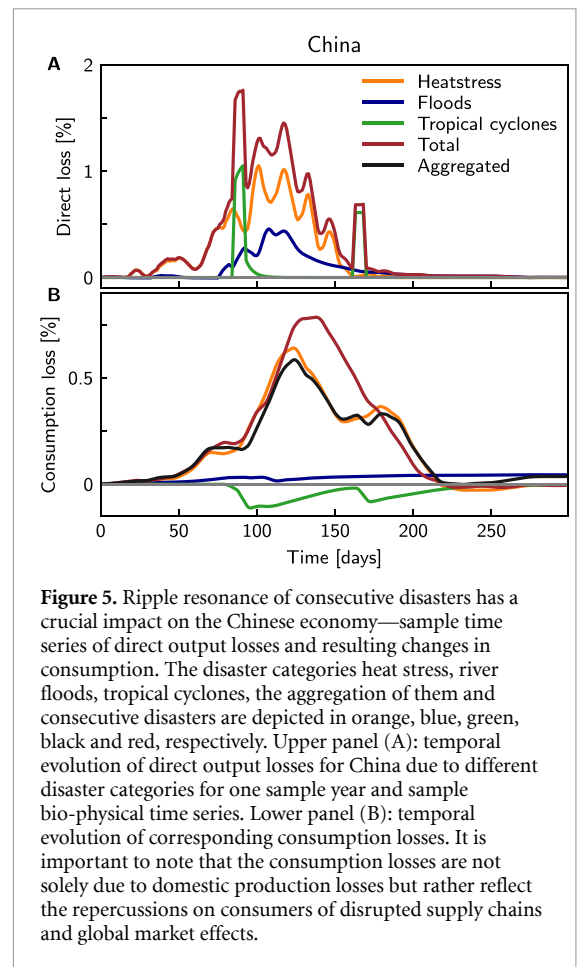 China
A
2
1
0
Direct loss [%]
Heatstress
Floods
Tropical cyclones
Total
Aggregated
B
0.5
0
Consumption loss [%]
0 50 100 150 200 250
Time [days]
Figure 5. Ripple resonance of consecutive disasters has a
crucial impact on the Chinese economy—sample time
series of direct output losses and resulting changes in
consumption. The disaster categories heat stress, river
floods, tropical cyclones, the aggregation of them and
consecutive disasters are depicted in orange, blue, green,
black and red, respectively. Upper panel (A): temporal
evolution of direct output losses for China due to different
disaster categories for one sample year and sample
bio-physical time series. Lower panel (B): temporal
evolution of corresponding consumption losses. It is
important to note that the consumption losses are not
solely due to domestic production losses but rather reflect
the repercussions on consumers of disrupted supply chains
and global market effects.